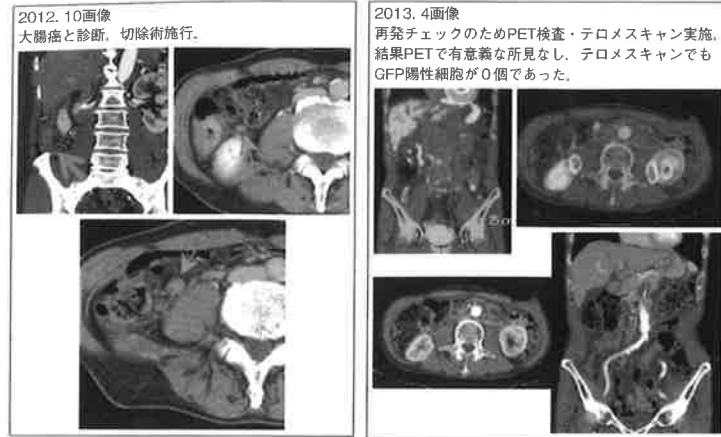 2012. 10画像
大腸癌と診断，切除術施行。
2013. 4画像
再発チェックのためPET検査・テロメスキャン実施。
結果PETで有意義な所見なし，テロメスキャンでも
GFP陽性細胞が０個であった。